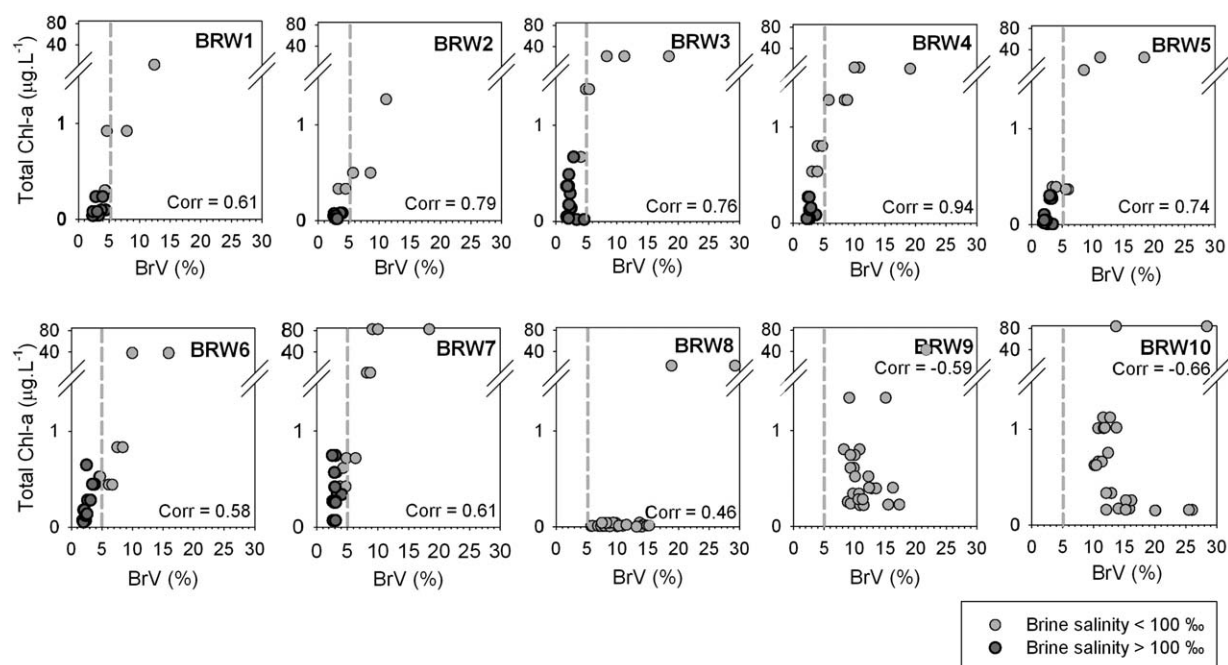 Total Chl-a (µg.L⁻¹)
80
40
1
0
BRW1
Corr = 0.61
0 5 10 15 20 25 30
BrV (%)
80
40
1
0
BRW2
Corr = 0.79
0 5 10 15 20 25 30
BrV (%)
80
40
1
0
BRW3
Corr = 0.76
0 5 10 15 20 25 30
BrV (%)
80
40
1
0
BRW4
Corr = 0.94
0 5 10 15 20 25 30
BrV (%)
80
40
1
0
BRW5
Corr = 0.74
0 5 10 15 20 25 30
BrV (%)
Total Chl-a (µg.L⁻¹)
80
40
1
0
BRW6
Corr = 0.58
0 5 10 15 20 25 30
BrV (%)
80
40
1
0
BRW7
Corr = 0.61
0 5 10 15 20 25 30
BrV (%)
80
40
1
0
BRW8
Corr = 0.46
0 5 10 15 20 25 30
BrV (%)
80
40
1
0
BRW9
Corr = -0.59
0 5 10 15 20 25 30
BrV (%)
80
40
1
0
BRW10
Corr = -0.66
0 5 10 15 20 25 30
BrV (%)
Brine salinity < 100 ‰
Brine salinity > 100 ‰